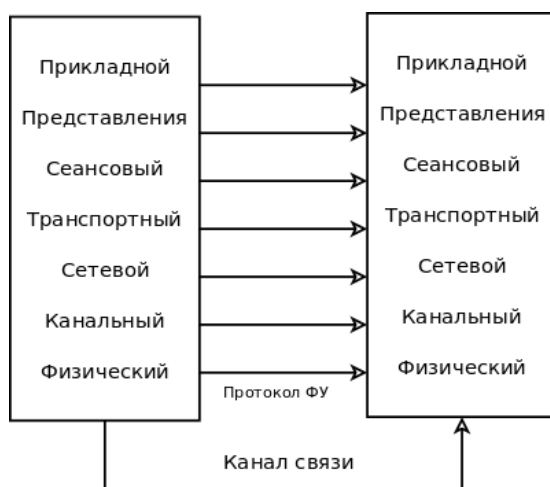 Прикладной
Представления
Сеансовый
Транспортный
Сетевой
Канальный
Физический
Протокол ФУ
Прикладной
Представления
Сеансовый
Транспортный
Сетевой
Канальный
Физический
Канал связи